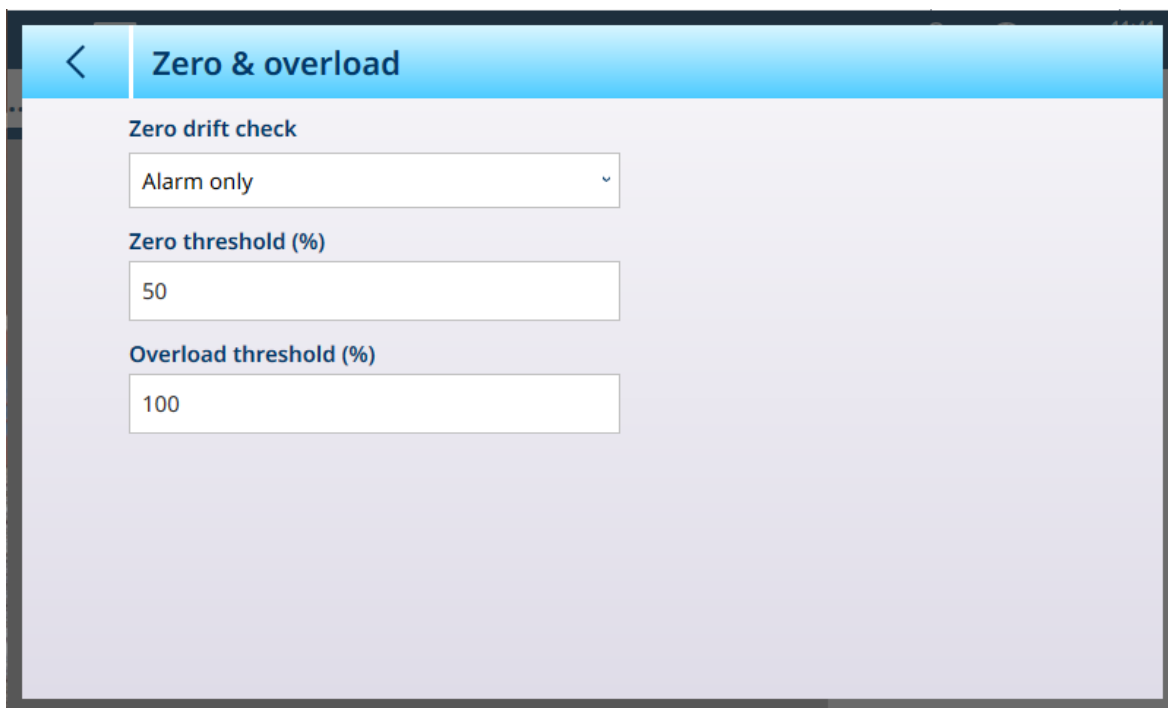 Zero & overload
Zero drift check
Alarm only
Zero threshold (%)
50
Overload threshold (%)
100